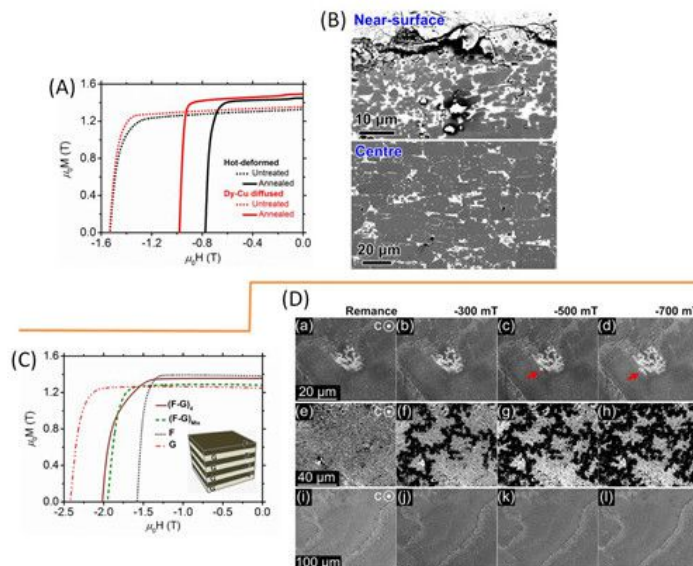 (A)
1.6
1.2
0.8
0.4
0.0
μ₀M (T)
Hot-deformed
Untreated
Annealed
Dy-Cu diffused
Untreated
Annealed
-1.6 -1.2 -0.8 -0.4 0.0
μ₀H (T)
(B)
Near-surface
10 μm
Centre
20 μm
(C)
1.6
1.2
0.8
0.4
0.0
μ₀M (T)
(F-G)₄
(F-G)Mix
F
G
-2.5 -2.0 -1.5 -1.0 -0.5 0.0
μ₀H (T)
(D)
Remance -300 mT -500 mT -700 mT
(a) c (b) (c) (d)
20 μm
(e) c (f) (g) (h)
40 μm
(i) c (j) (k) (l)
100 μm